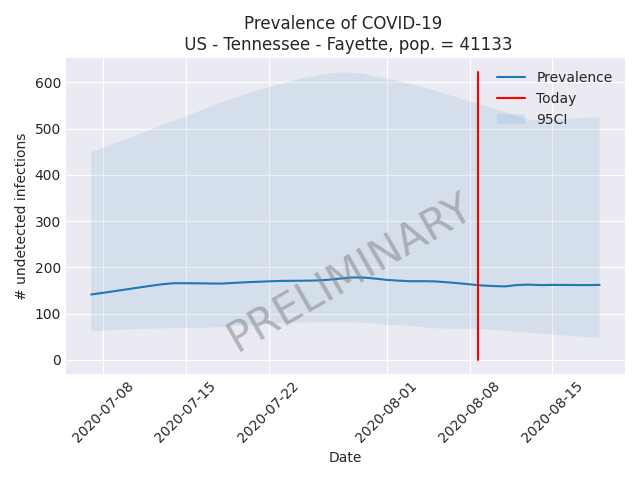 Prevalence of COVID-19
US - Tennessee - Fayette, pop. = 41133
Prevalence
Today
95CI
# undetected infections
600
500
400
300
200
100
0
PRELIMINARY
2020-07-08
2020-07-15
2020-07-22
2020-08-01
2020-08-08
2020-08-15
Date